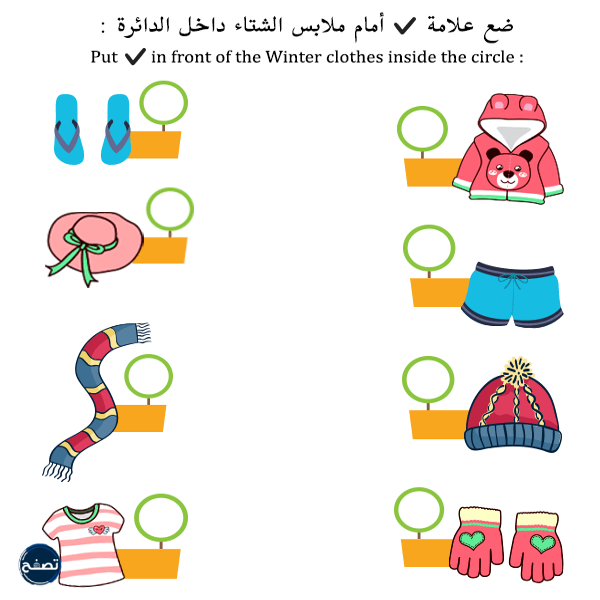 ضع علامة ✓ أمام ملابس الشتاء داخل الدائرة :
Put ✓ in front of the Winter clothes inside the circle :
تصفح